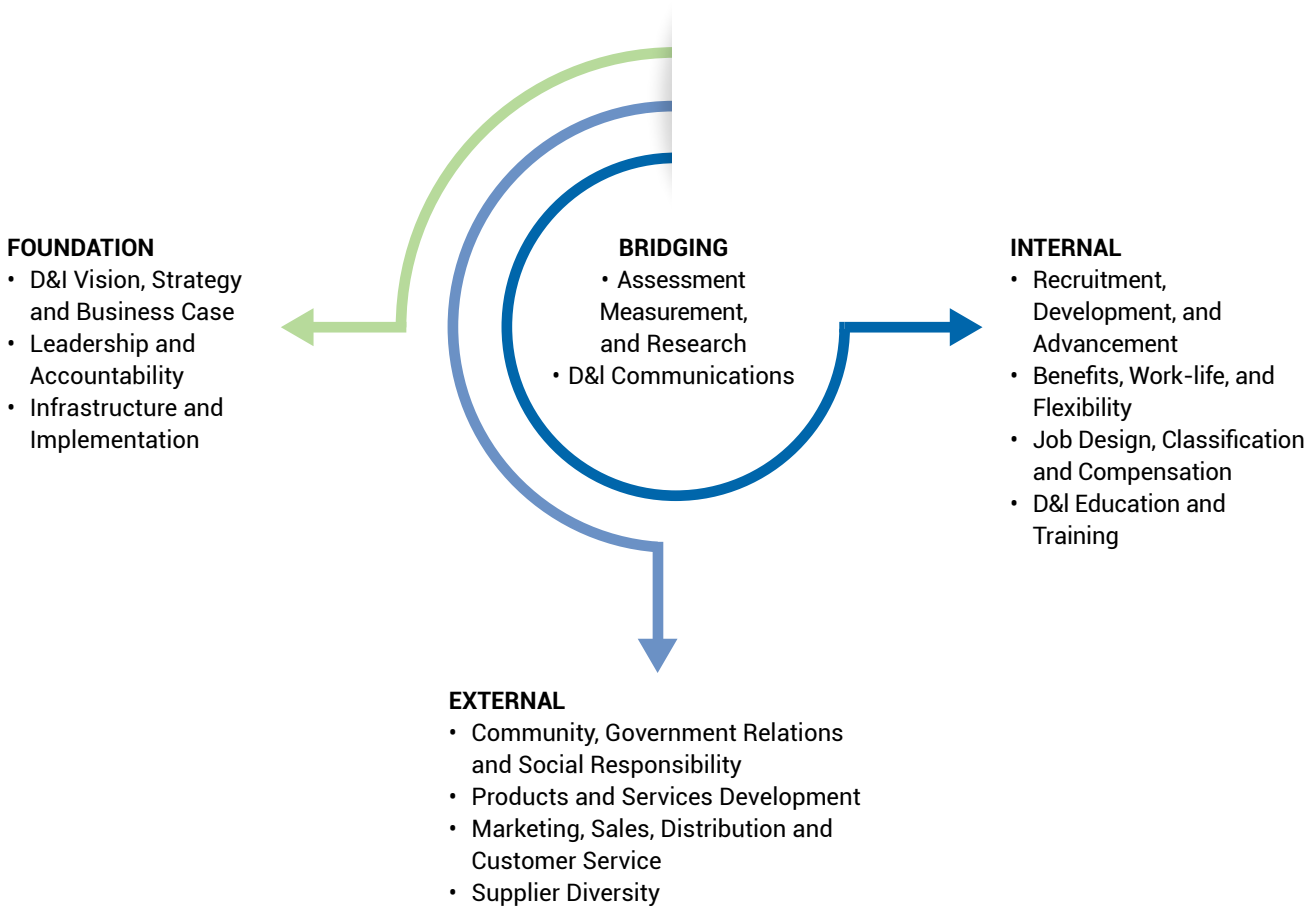 FOUNDATION
• D&I Vision, Strategy
and Business Case
• Leadership and
Accountability
• Infrastructure and
Implementation
BRIDGING
• Assessment
Measurement,
and Research
• D&l Communications
INTERNAL
• Recruitment,
Development, and
Advancement
• Benefits, Work-life, and
Flexibility
• Job Design, Classification
and Compensation
• D&l Education and
Training
EXTERNAL
• Community, Government Relations
and Social Responsibility
• Products and Services Development
• Marketing, Sales, Distribution and
Customer Service
• Supplier Diversity